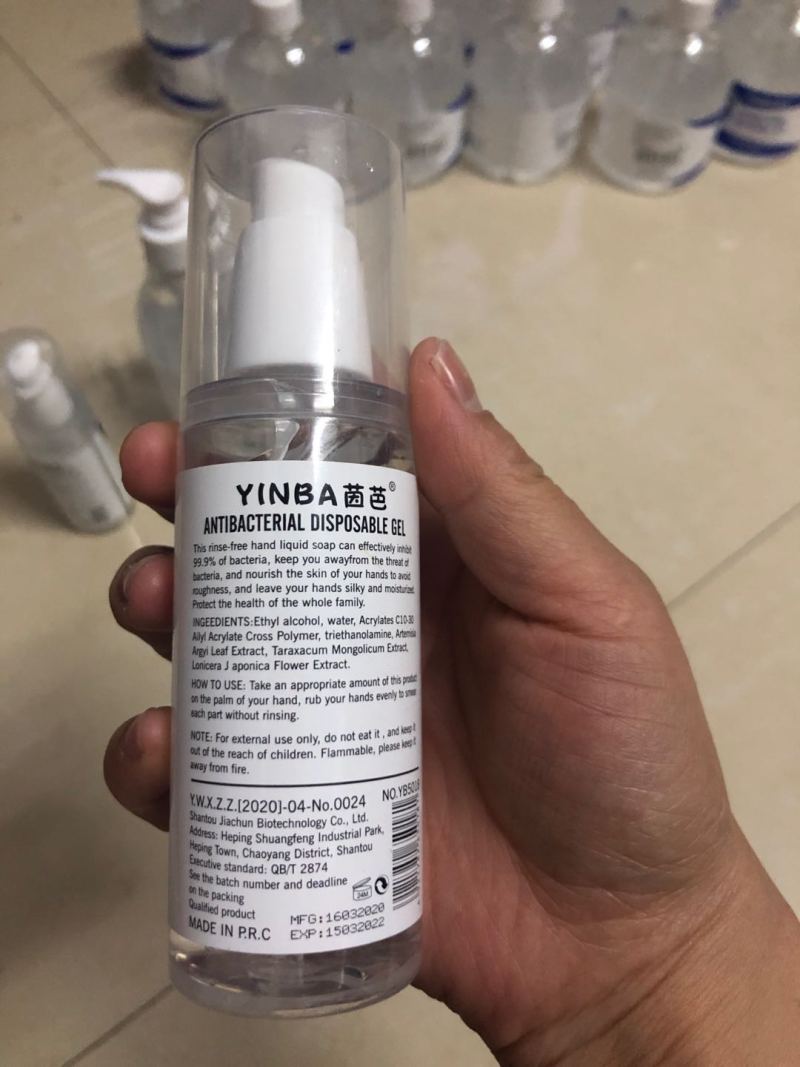 YINBA茵芭®
ANTIBACTERIAL DISPOSABLE GEL
This rinse-free hand liquid soap can effectively inhibit
99.9% of bacteria, keep you awayfrom the threat of
bacteria, and nourish the skin of your hands to avoid
roughness, and leave your hands silky and moisturized.
Protect the health of the whole family.
INGEEDIENTS:Ethyl alcohol, water, Acrylates C10-30
Allyl Acrylate Cross Polymer, triethanolamine, Artemisia
Argyi Leaf Extract, Taraxacum Mongolicum Extract,
Lonicera J aponica Flower Extract.
HOW TO USE: Take an appropriate amount of this product
on the palm of your hand, rub your hands evenly to smear
each part without rinsing.
NOTE: For external use only, do not eat it , and keep it
out of the reach of children. Flammable, please keep it
away from fire.
Y.W.X.Z.Z.[2020]-04-No.0024
NO.YB5018
Shantou Jiachun Biotechnology Co., Ltd.
Address: Heping Shuangfeng Industrial Park,
Heping Town, Chaoyang District, Shantou
Executive standard: QB/T 2874
See the batch number and deadline
on the packing
Qualified product
24M
MADE IN P.R.C
MFG:16032020
EXP:15032022